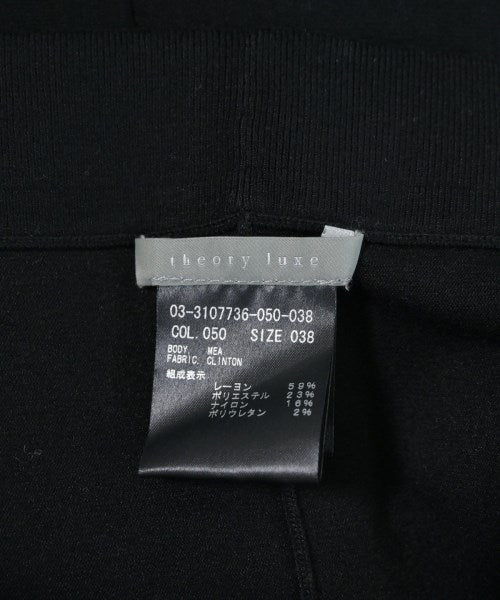 theory luxe
03-3107736-050-038
COL. 050 SIZE 038
BODY MEA
FABRIC. CLINTON
組成表示
レーヨン 59%
ポリエステル 23%
ナイロン 16%
ポリウレタン 2%